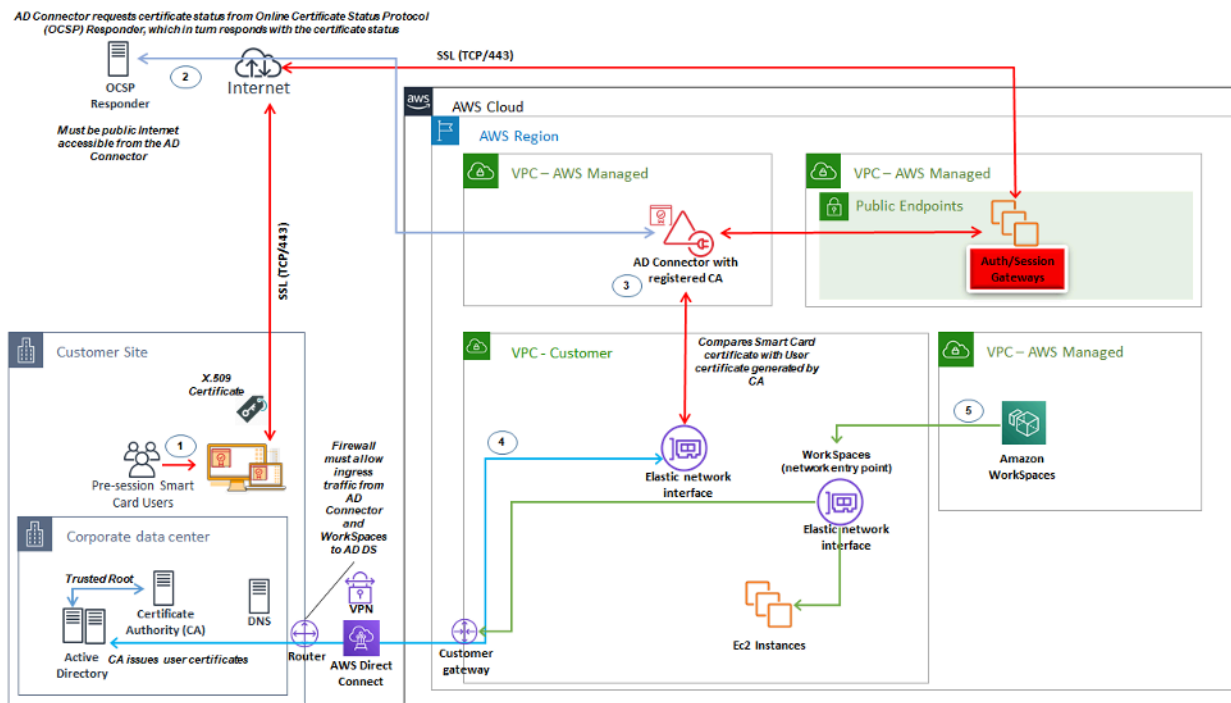 AD Connector requests certificate status from Online Certificate Status Protocol
(OCSP) Responder, which in turn responds with the certificate status
SSL (TCP/443)
2
OCSP
Responder
Internet
Must be public Internet
accessible from the AD
Connector
aws
AWS Cloud
AWS Region
VPC – AWS Managed
VPC – AWS Managed
Public Endpoints
AD Connector with
registered CA
3
Auth/Session
Gateways
SSL (TCP/443)
Customer Site
X.509
Certificate
1
Pre-session Smart
Card Users
Firewall
must allow
ingress
traffic from
AD
Connector
and
WorkSpaces
to AD DS
VPC - Customer
Compares Smart Card
certificate with User
certificate generated by
CA
4
Elastic network
interface
WorkSpaces
(network entry point)
Elastic network
interface
Ec2 Instances
VPC – AWS Managed
5
Amazon
WorkSpaces
Corporate data center
Trusted Root
Certificate
Authority (CA)
DNS
Active
Directory
CA issues user certificates
Router
VPN
AWS Direct
Connect
Customer
gateway